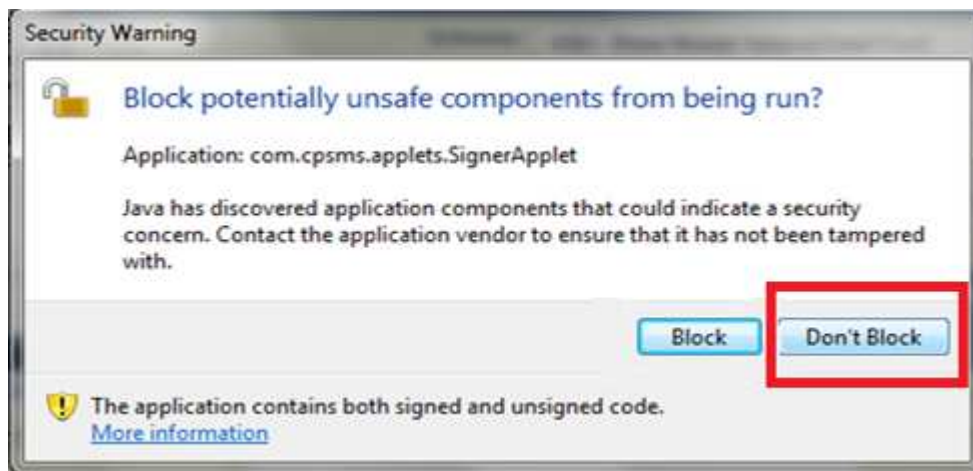 Security Warning
Block potentially unsafe components from being run?
Application: com.cpsms.applets.SignerApplet
Java has discovered application components that could indicate a security
concern. Contact the application vendor to ensure that it has not been tampered
with.
Block
Don't Block
The application contains both signed and unsigned code.
More information